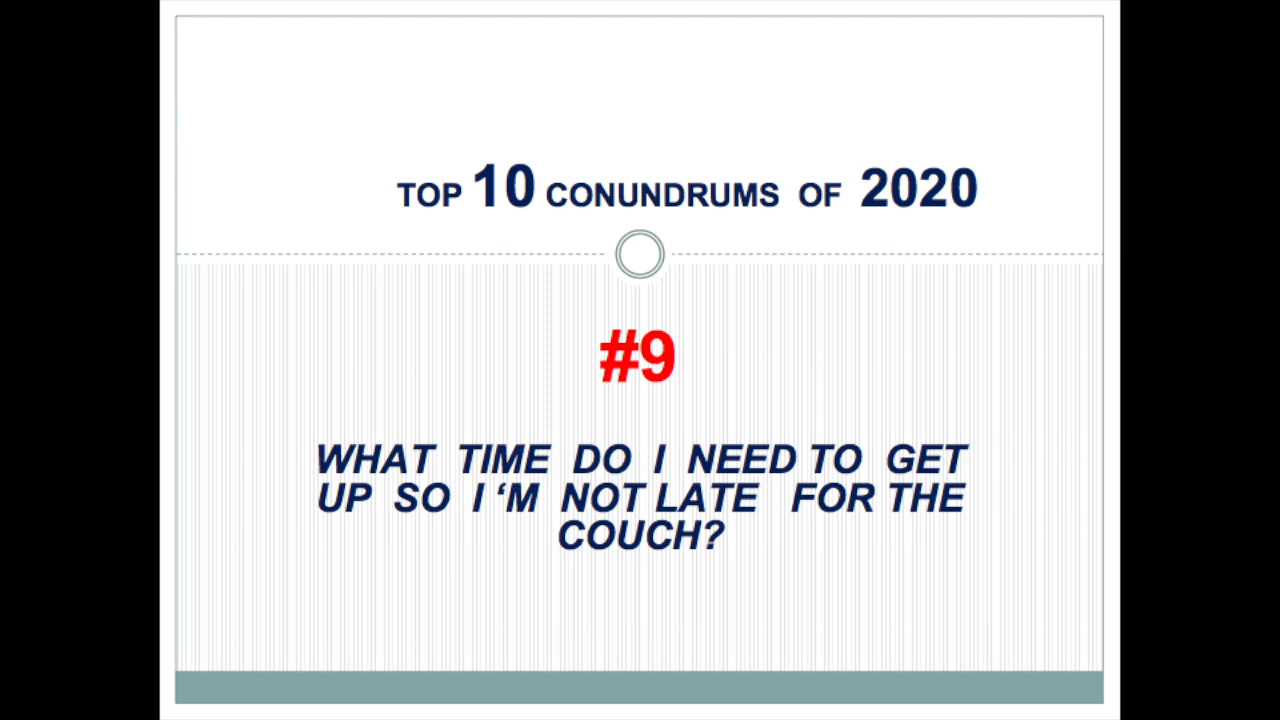 TOP 10 CONUNDRUMS OF 2020
#9
WHAT TIME DO I NEED TO GET
UP SO I ‘M NOT LATE FOR THE
COUCH?